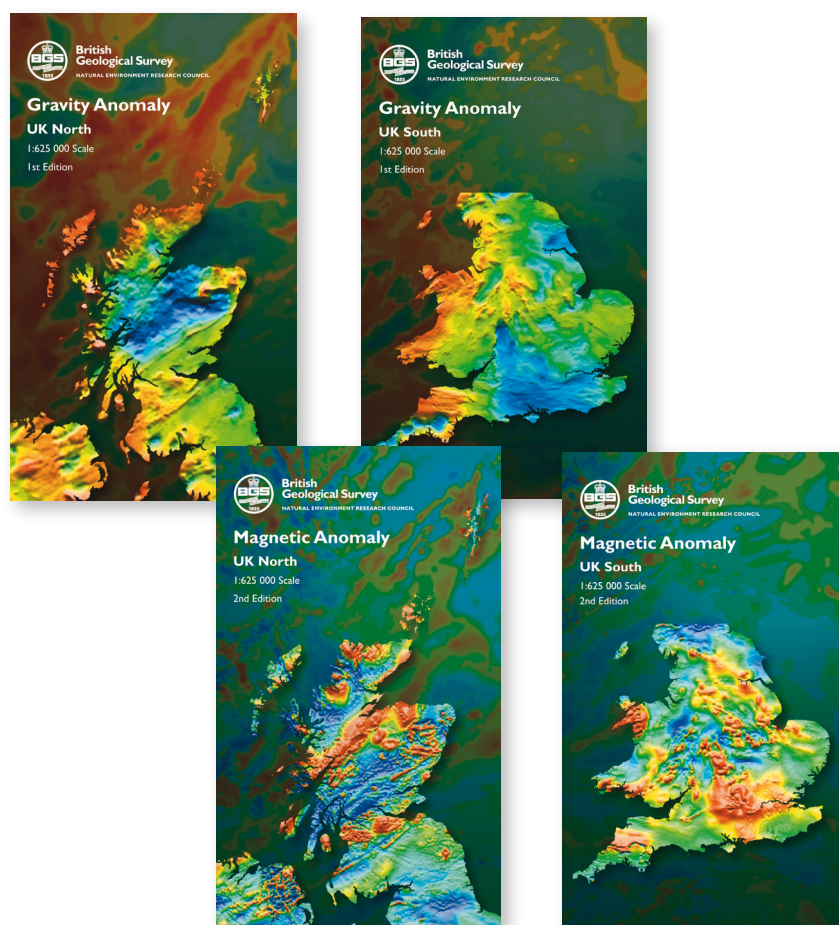 BGS
1835
British
Geological Survey
NATURAL ENVIRONMENT RESEARCH COUNCIL
Gravity Anomaly
UK North
1:625 000 Scale
1st Edition
BGS
1835
British
Geological Survey
NATURAL ENVIRONMENT RESEARCH COUNCIL
Gravity Anomaly
UK South
1:625 000 Scale
1st Edition
BGS
1835
British
Geological Survey
NATURAL ENVIRONMENT RESEARCH COUNCIL
Magnetic Anomaly
UK North
1:625 000 Scale
2nd Edition
BGS
1835
British
Geological Survey
NATURAL ENVIRONMENT RESEARCH COUNCIL
Magnetic Anomaly
UK South
1:625 000 Scale
2nd Edition